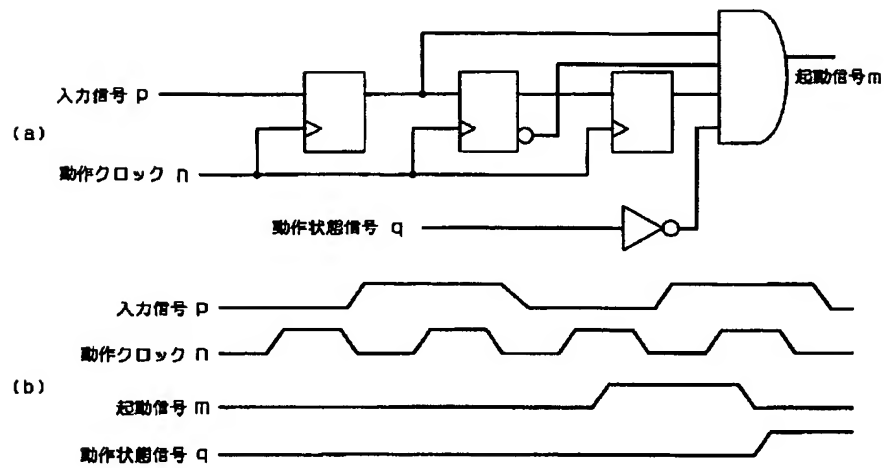 入力信号 p
起動信号m
(a)
動作クロック n
動作状態信号 q
入力信号 p
動作クロック n
(b)
起動信号 m
動作状態信号 q